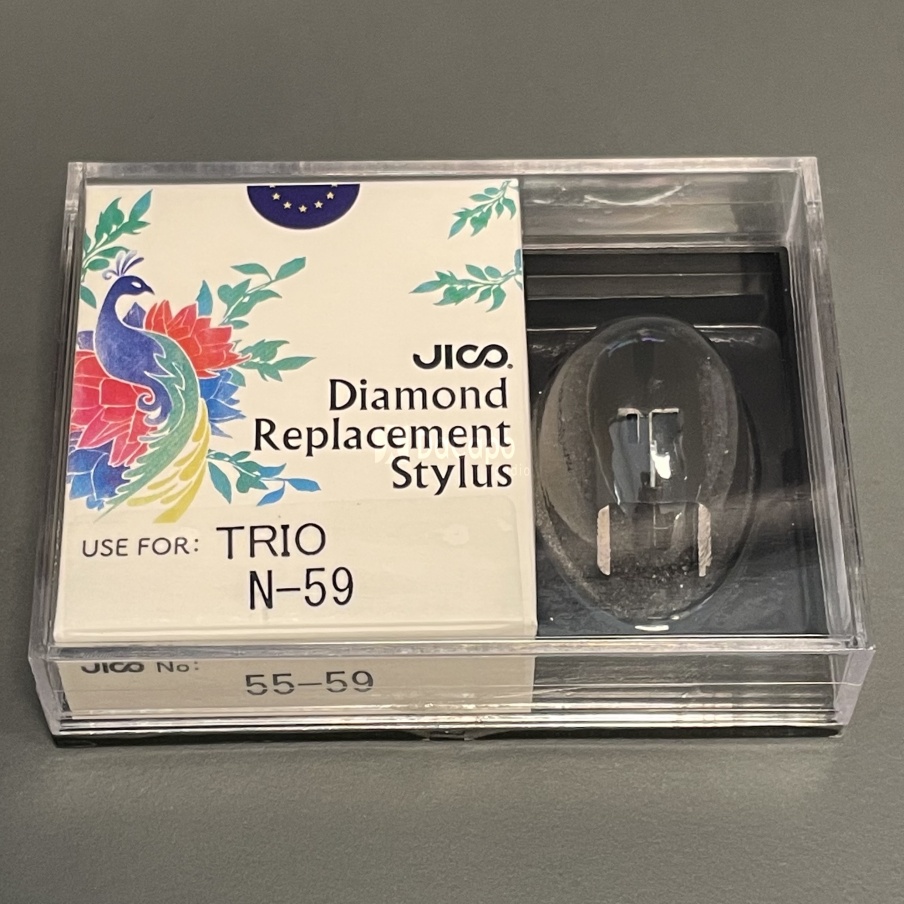 JICO.
Diamond
Replacement
Stylus
USE FOR: TRIO
N-59
JICO No:
55-59